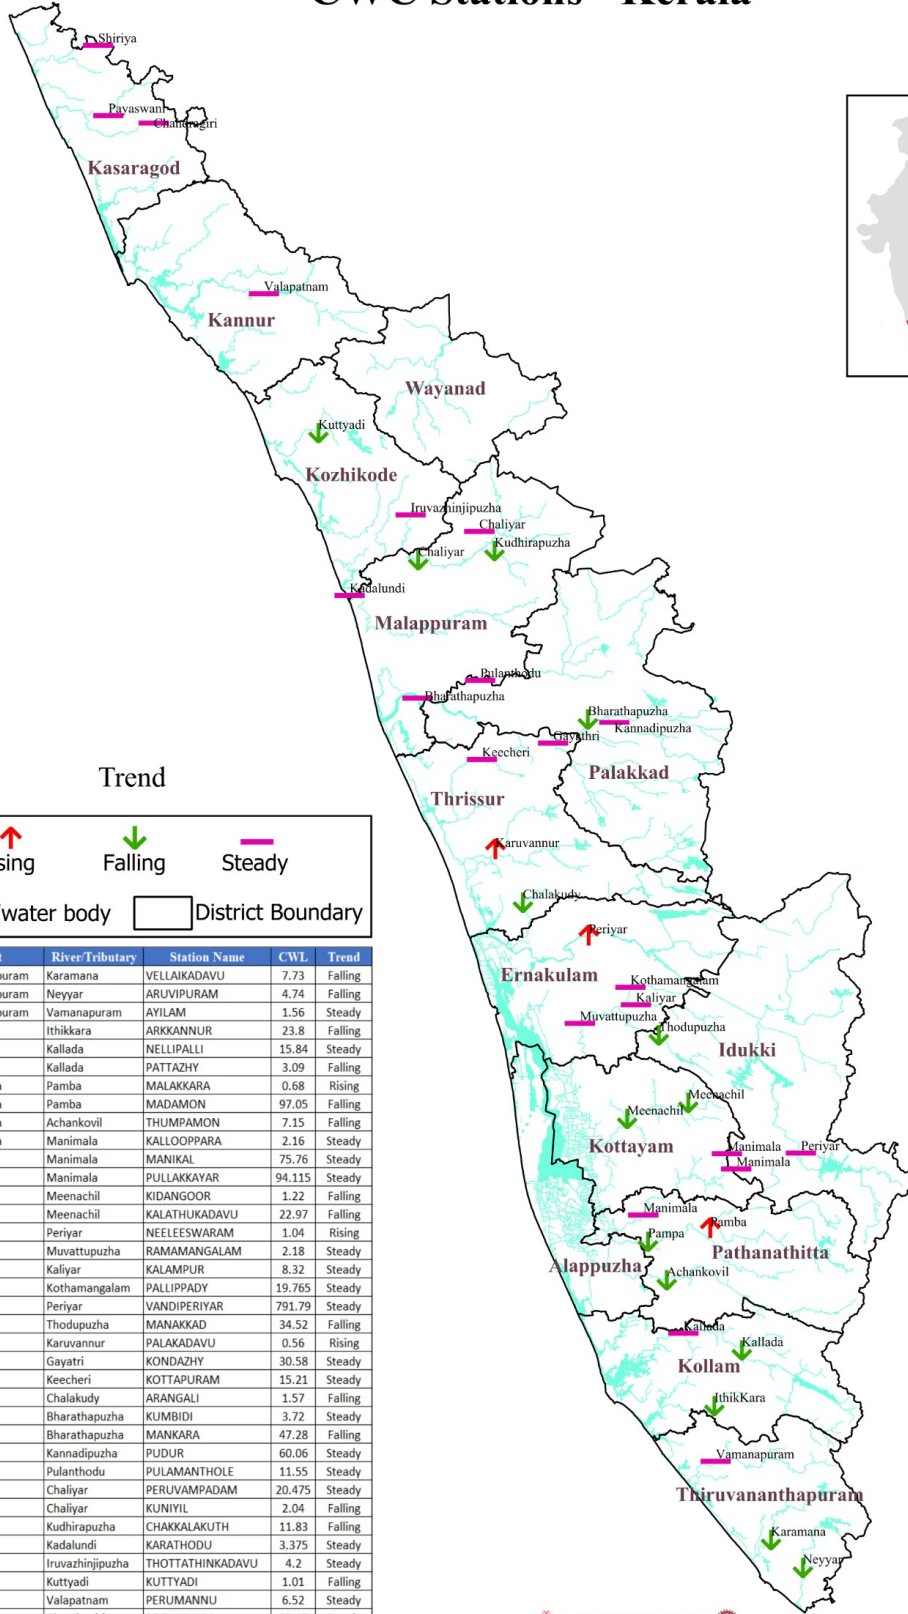 CWC Stations - Kerala
Shiriya
Payaswani
Chandragiri
Kasaragod
Valapatnam
Kannur
Wayanad
Kuttyadi
Kozhikode
Iruvazhinjipuzha
Chaliyar
Kudhirapuzha
Chaliyar
Kadalundi
Malappuram
Pulanthodu
Bharathapuzha
Bharathapuzha
Kannadipuzha
Gayathri
Keecheri
Palakkad
Thrissur
Karuvannur
Chalakudy
Periyar
Ernakulam
Kothamangalam
Kaliyar
Muvattupuzha
Thodupuzha
Idukki
Meenachil
Meenachil
Kottayam
Manimala
Periyar
Manimala
Manimala
Pamba
Pampa
Pathanathitta
Alappuzha
Achankovil
Kallada
Kallada
Kollam
IthikKara
Vamanapuram
Thiruvananthapuram
Karamana
Neyyar
Trend
sing Falling Steady
water body District Boundary
t River/Tributary Station Name CWL Trend
puram Karamana VELLAIKADAVU 7.73 Falling
puram Neyyar ARUVIPURAM 4.74 Falling
puram Vamanapuram AYILAM 1.56 Steady
Ithikkara ARKKANNUR 23.8 Falling
Kallada NELLIPALLI 15.84 Steady
Kallada PATTAZHY 3.09 Falling
a Pamba MALAKKARA 0.68 Rising
a Pamba MADAMON 97.05 Falling
a Achankovil THUMPAMON 7.15 Falling
a Manimala KALLOOPPARA 2.16 Steady
Manimala MANIKAL 75.76 Steady
Manimala PULLAKKAYAR 94.115 Steady
Meenachil KIDANGOOR 1.22 Falling
Meenachil KALATHUKADAVU 22.97 Falling
Periyar NEELEESWARAM 1.04 Rising
Muvattupuzha RAMAMANGALAM 2.18 Steady
Kaliyar KALAMPUR 8.32 Steady
Kothamangalam PALLIPPADY 19.765 Steady
Periyar VANDIPERIYAR 791.79 Steady
Thodupuzha MANAKKAD 34.52 Falling
Karuvannur PALAKADAVU 0.56 Rising
Gayatri KONDAZHY 30.58 Steady
Keecheri KOTTAPURAM 15.21 Steady
Chalakudy ARANGALI 1.57 Falling
Bharathapuzha KUMBIDI 3.72 Steady
Bharathapuzha MANKARA 47.28 Falling
Kannadipuzha PUDUR 60.06 Steady
Pulanthodu PULAMANTHOLE 11.55 Steady
Chaliyar PERUVAMPADAM 20.475 Steady
Chaliyar KUNIYIL 2.04 Falling
Kudhirapuzha CHAKKALAKUTH 11.83 Falling
Kadalundi KARATHODU 3.375 Steady
Iruvazhinjipuzha THOTTATHINKADAVU 4.2 Steady
Kuttyadi KUTTYADI 1.01 Falling
Valapatnam PERUMANNU 6.52 Steady